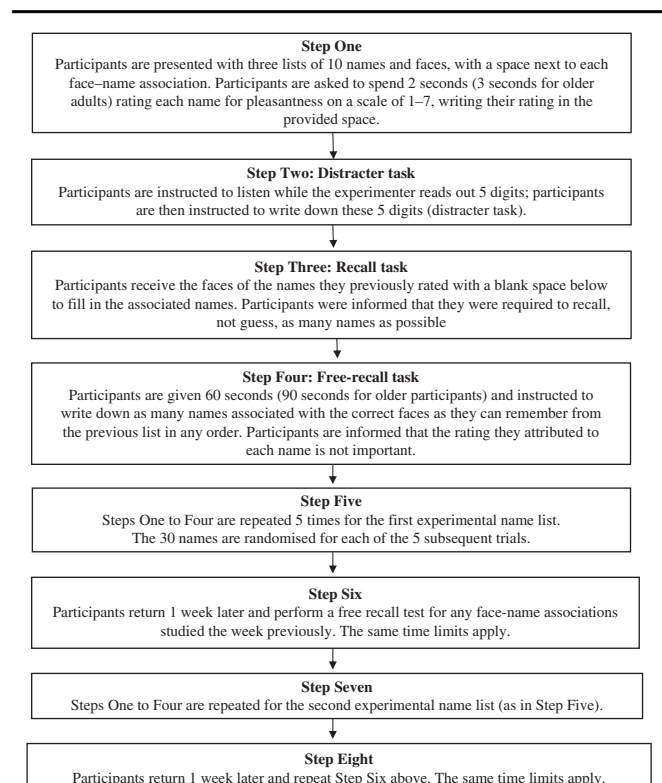 Step One
Participants are presented with three lists of 10 names and faces, with a space next to each
face–name association. Participants are asked to spend 2 seconds (3 seconds for older
adults) rating each name for pleasantness on a scale of 1–7, writing their rating in the
provided space.
Step Two: Distracter task
Participants are instructed to listen while the experimenter reads out 5 digits; participants
are then instructed to write down these 5 digits (distracter task).
Step Three: Recall task
Participants receive the faces of the names they previously rated with a blank space below
to fill in the associated names. Participants were informed that they were required to recall,
not guess, as many names as possible
Step Four: Free-recall task
Participants are given 60 seconds (90 seconds for older participants) and instructed to
write down as many names associated with the correct faces as they can remember from
the previous list in any order. Participants are informed that the rating they attributed to
each name is not important.
Step Five
Steps One to Four are repeated 5 times for the first experimental name list.
The 30 names are randomised for each of the 5 subsequent trials.
Step Six
Participants return 1 week later and perform a free recall test for any face-name associations
studied the week previously. The same time limits apply.
Step Seven
Steps One to Four are repeated for the second experimental name list (as in Step Five).
Step Eight
Participants return 1 week later and repeat Step Six above. The same time limits apply.